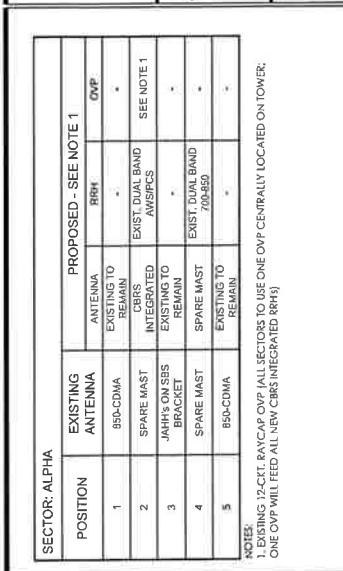 SECTOR: ALPHA
POSITION EXISTING ANTENNA PROPOSED - SEE NOTE 1
ANTENNA RRH OVP
1 850-CDMA EXISTING TO REMAIN - -
2 SPARE MAST CBRS INTEGRATED EXIST. DUAL BAND AWS/PCS SEE NOTE 1
3 JAHH's ON SBS BRACKET EXISTING TO REMAIN - -
4 SPARE MAST SPARE MAST EXIST. DUAL BAND 700-850 -
5 850-CDMA EXISTING TO REMAIN - -
NOTES:
1. EXISTING 12-CKT. RAYCAP OVP (ALL SECTORS TO USE ONE OVP CENTRALLY LOCATED ON TOWER;
ONE OVP WILL FEED ALL NEW CBRS INTEGRATED RRH's)